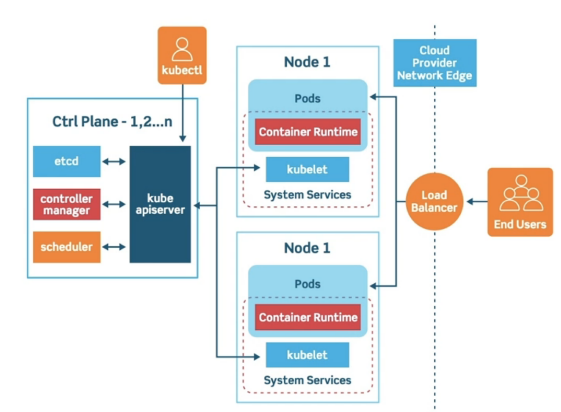 kubectl
Ctrl Plane - 1,2...n
etcd
controller
manager
scheduler
kube
apiserver
Node 1
Pods
Container Runtime
kubelet
System Services
Node 1
Pods
Container Runtime
kubelet
System Services
Cloud
Provider
Network Edge
Load
Balancer
End Users